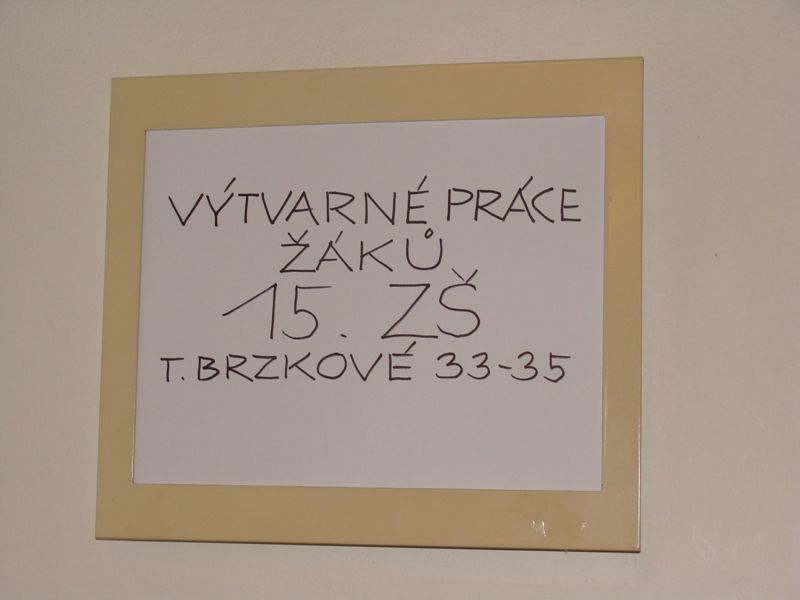 VÝTVARNÉ PRÁCE
ŽÁKŮ
15. ZŠ
T. BRZKOVÉ 33-35